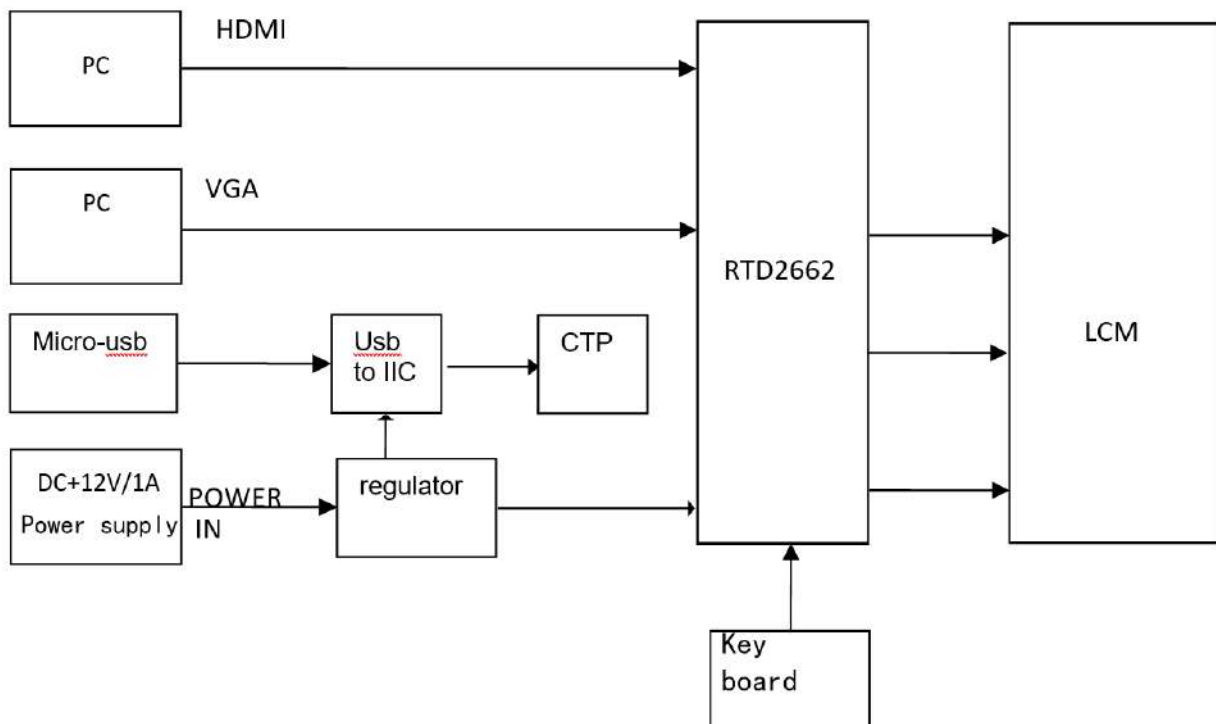 HDMI
PC
VGA
PC
RTD2662
LCM
Micro-usb
Usb
to IIC
CTP
DC+12V/1A
Power supply
POWER
IN
regulator
Key
board